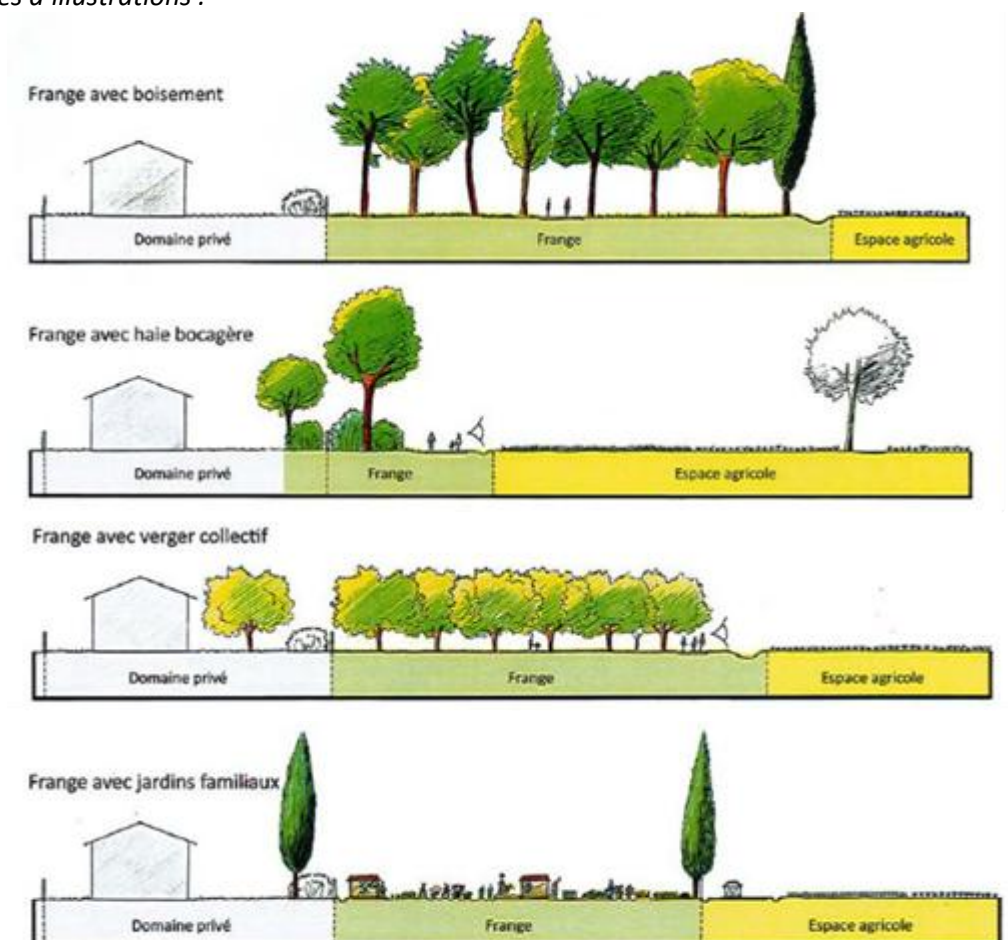 d'illustrations :
Frange avec boisement
Domaine privé Frange Espace agricole
Frange avec haie bocagère
Domaine privé Frange Espace agricole
Frange avec verger collectif
Domaine privé Frange Espace agricole
Frange avec jardins familiaux
Domaine privé Frange Espace agricole